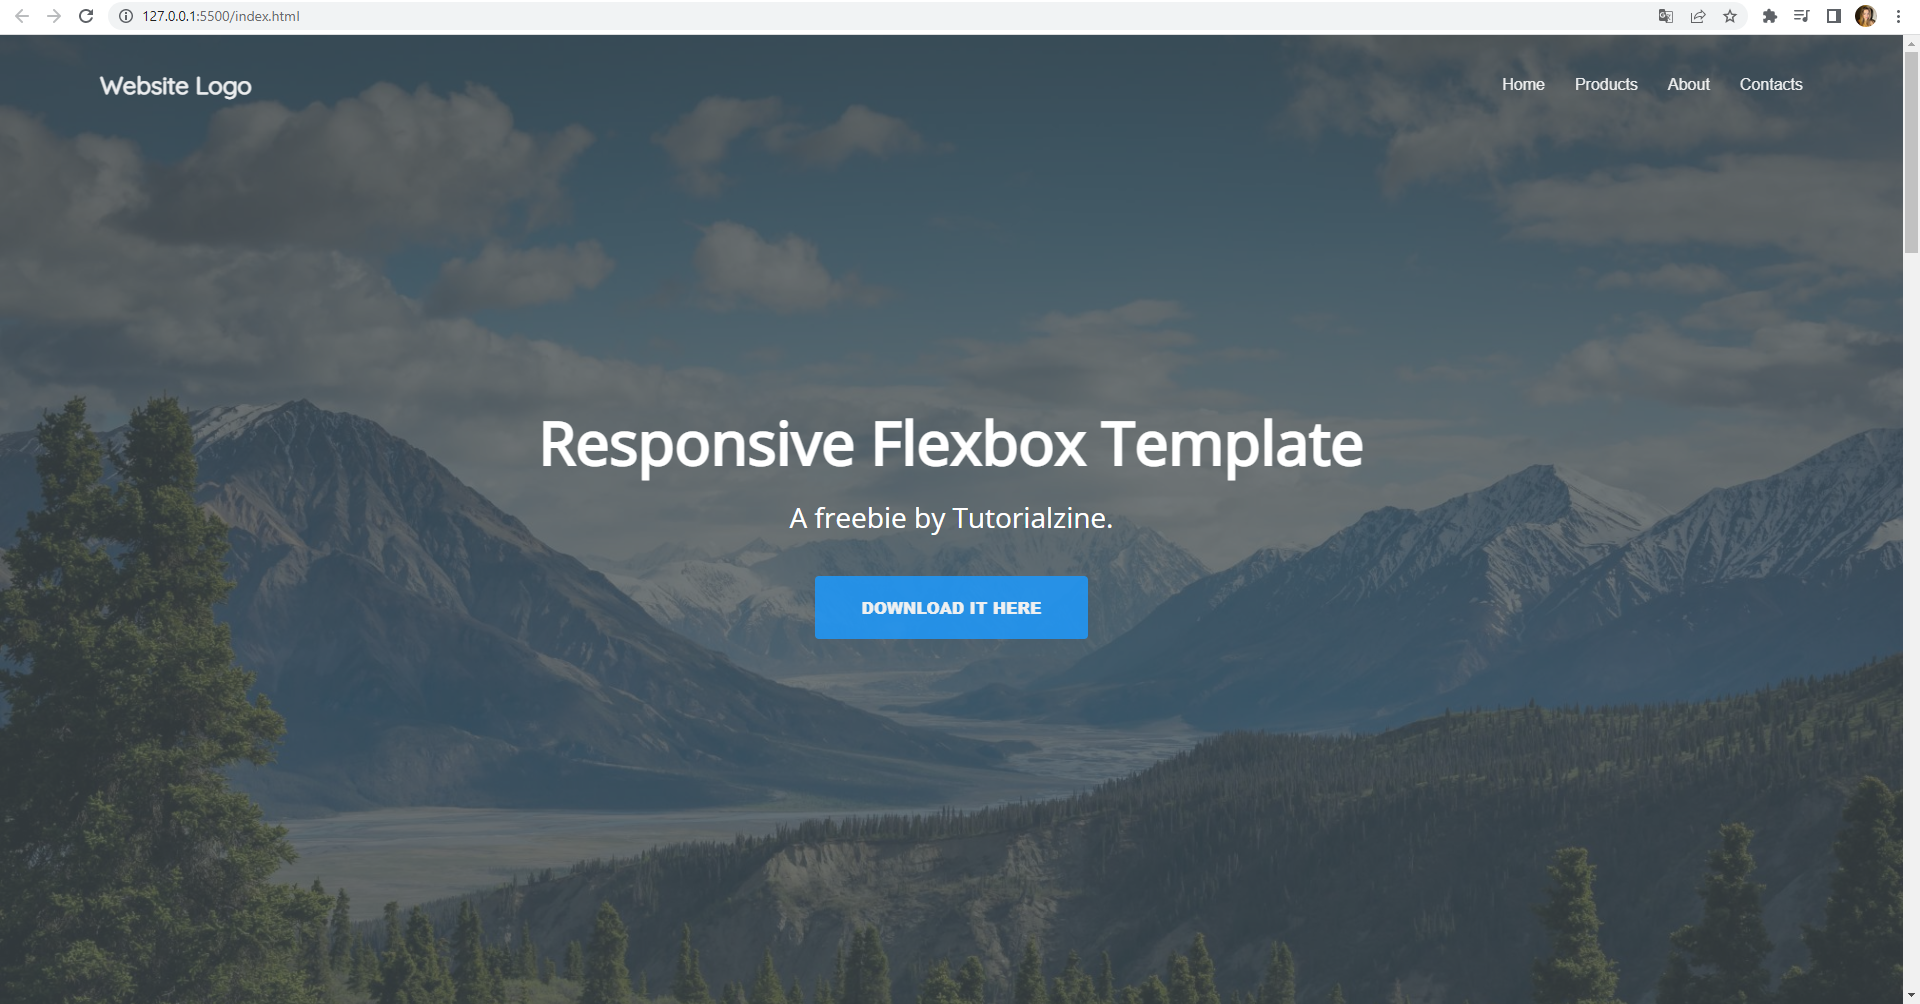 127.0.0.1:5500/index.html
Website Logo
Home Products About Contacts
Responsive Flexbox Template
A freebie by Tutorialzine.
DOWNLOAD IT HERE